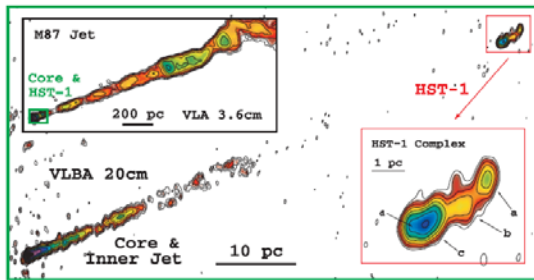 M87 Jet
Core &
HST-1
200 pc
VLA 3.6cm
HST-1
VLBA 20cm
Core &
Inner Jet
10 pc
HST-1 Complex
1 pc
a
b
c
d